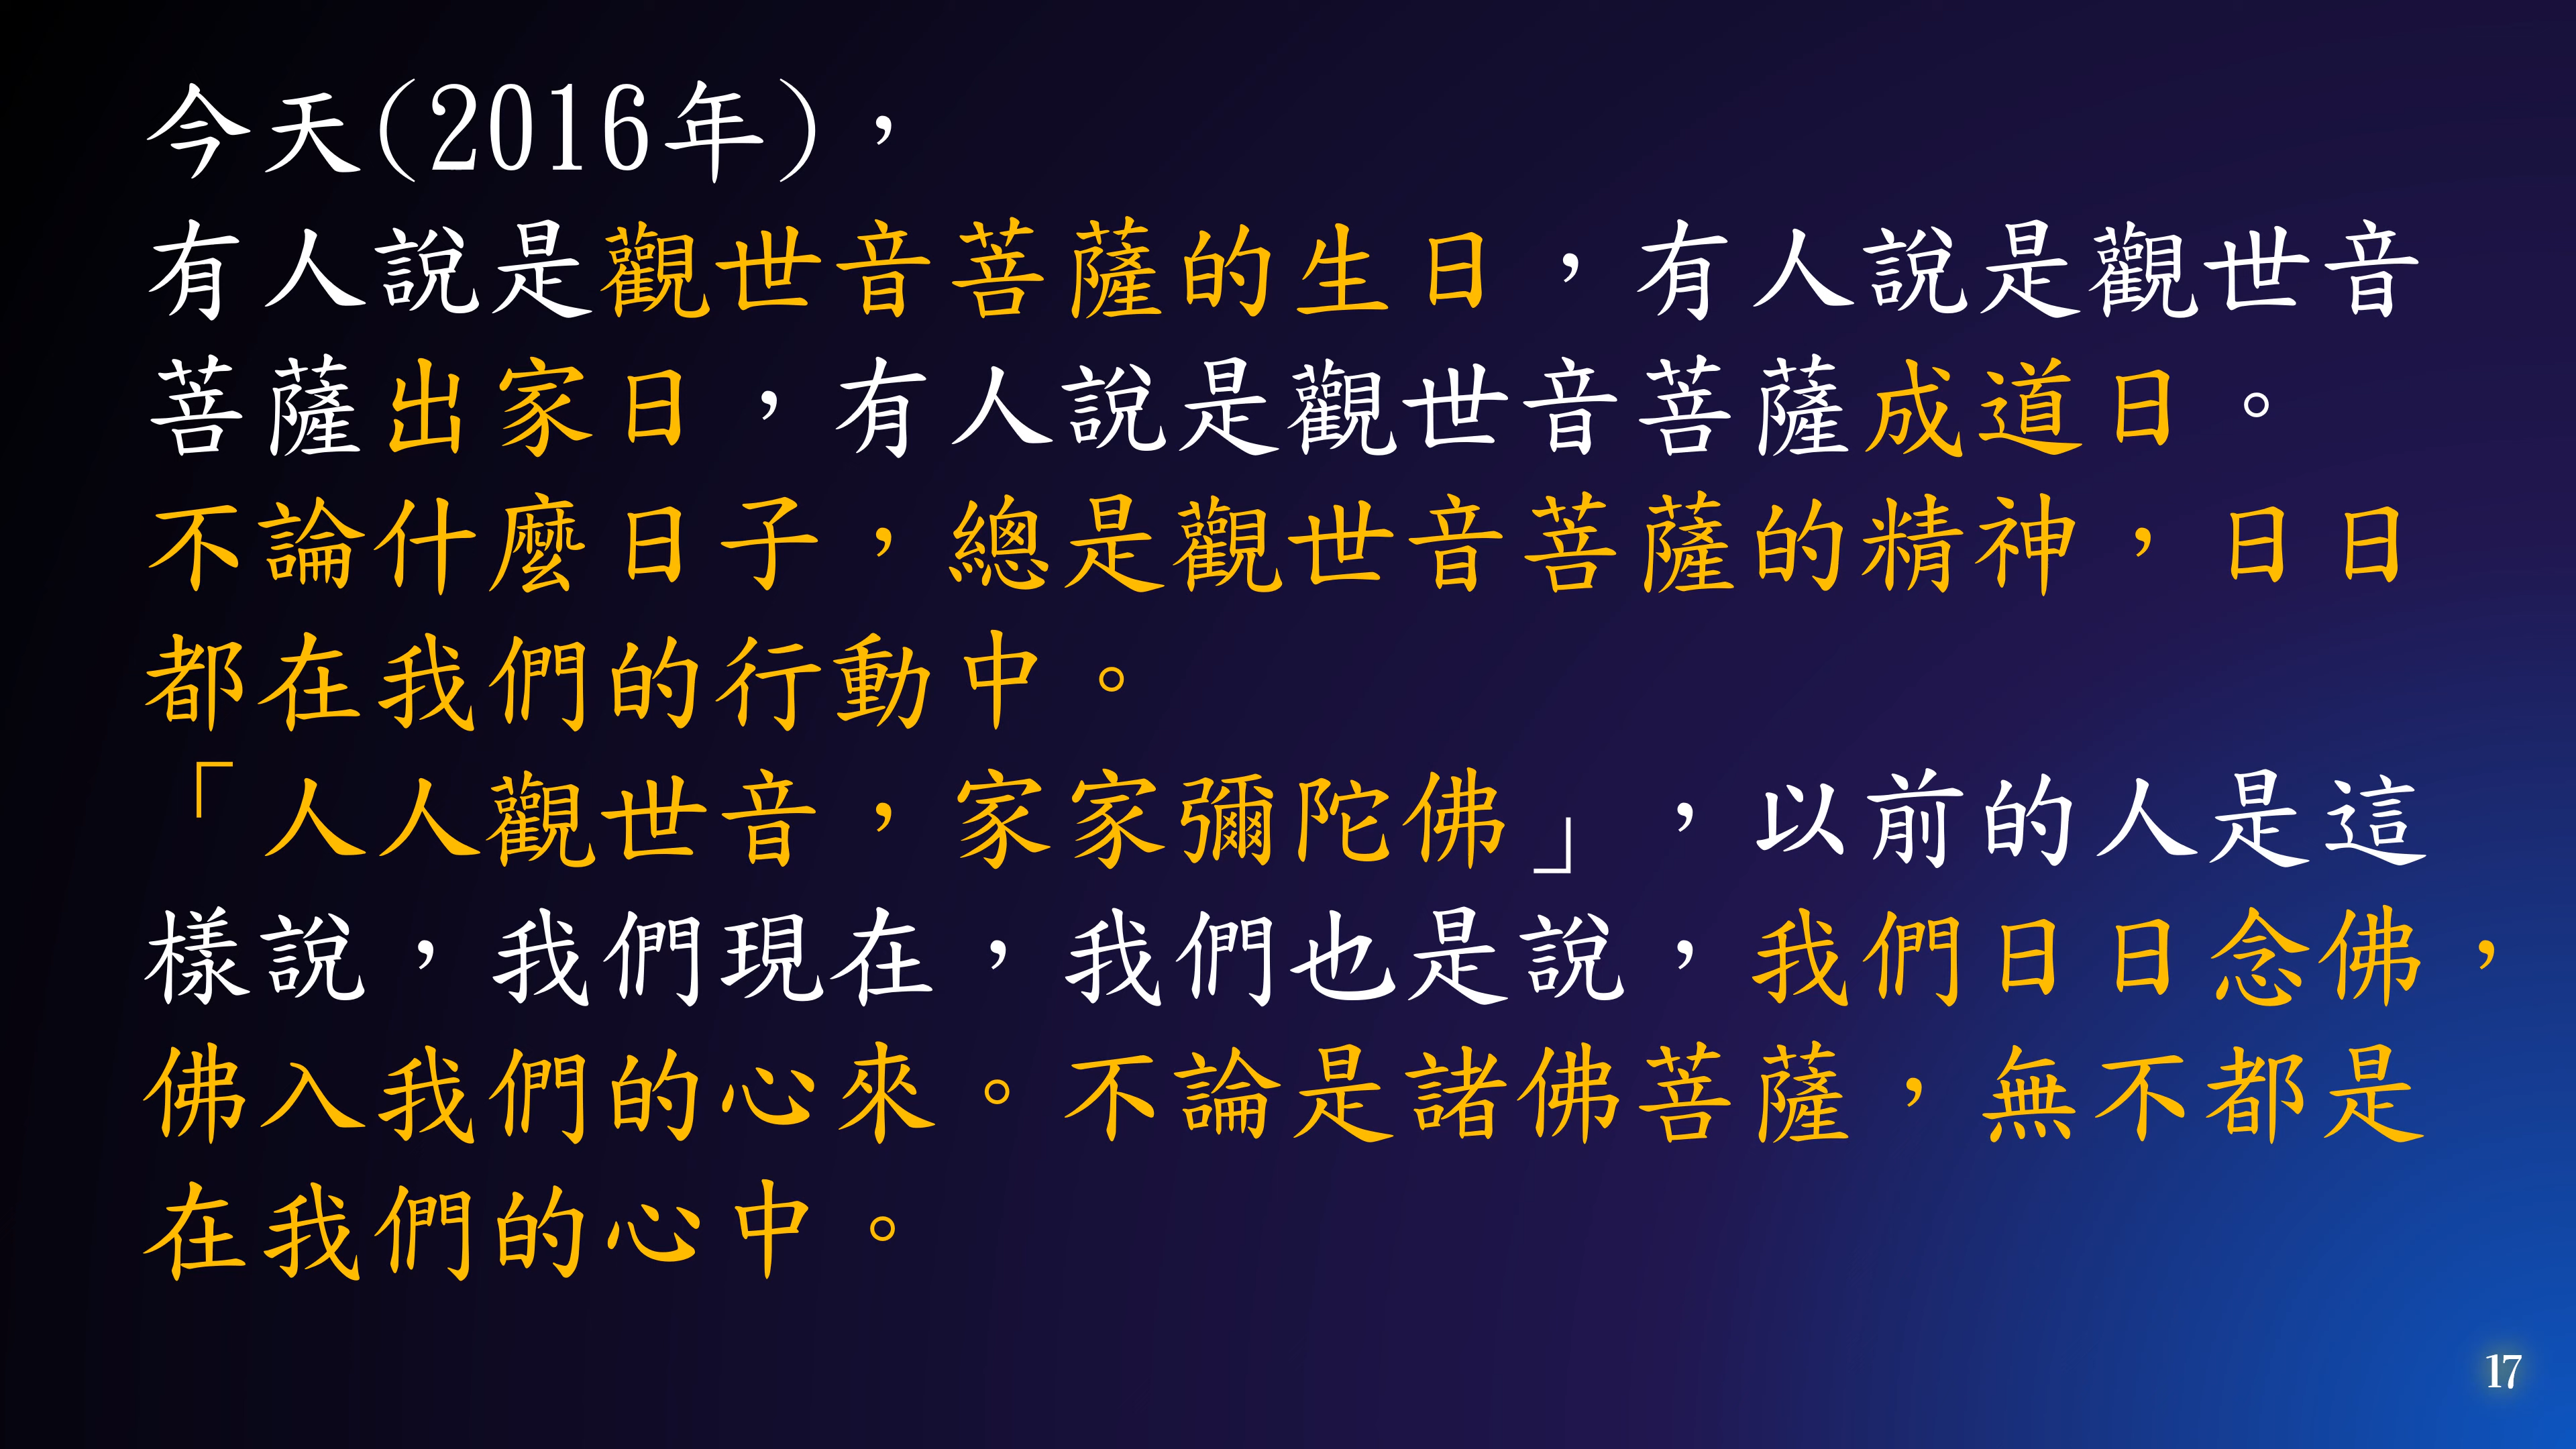 今天(2016年)，
有人說是觀世音菩薩的生日，有人說是觀世音
菩薩出家日，有人說是觀世音菩薩成道日。
不論什麼日子，總是觀世音菩薩的精神，日日
都在我們的行動中。
「人人觀世音，家家彌陀佛」，以前的人是這
樣說，我們現在，我們也是說，我們日日念佛，
佛入我們的心來。不論是諸佛菩薩，無不都是
在我們的心中。
17